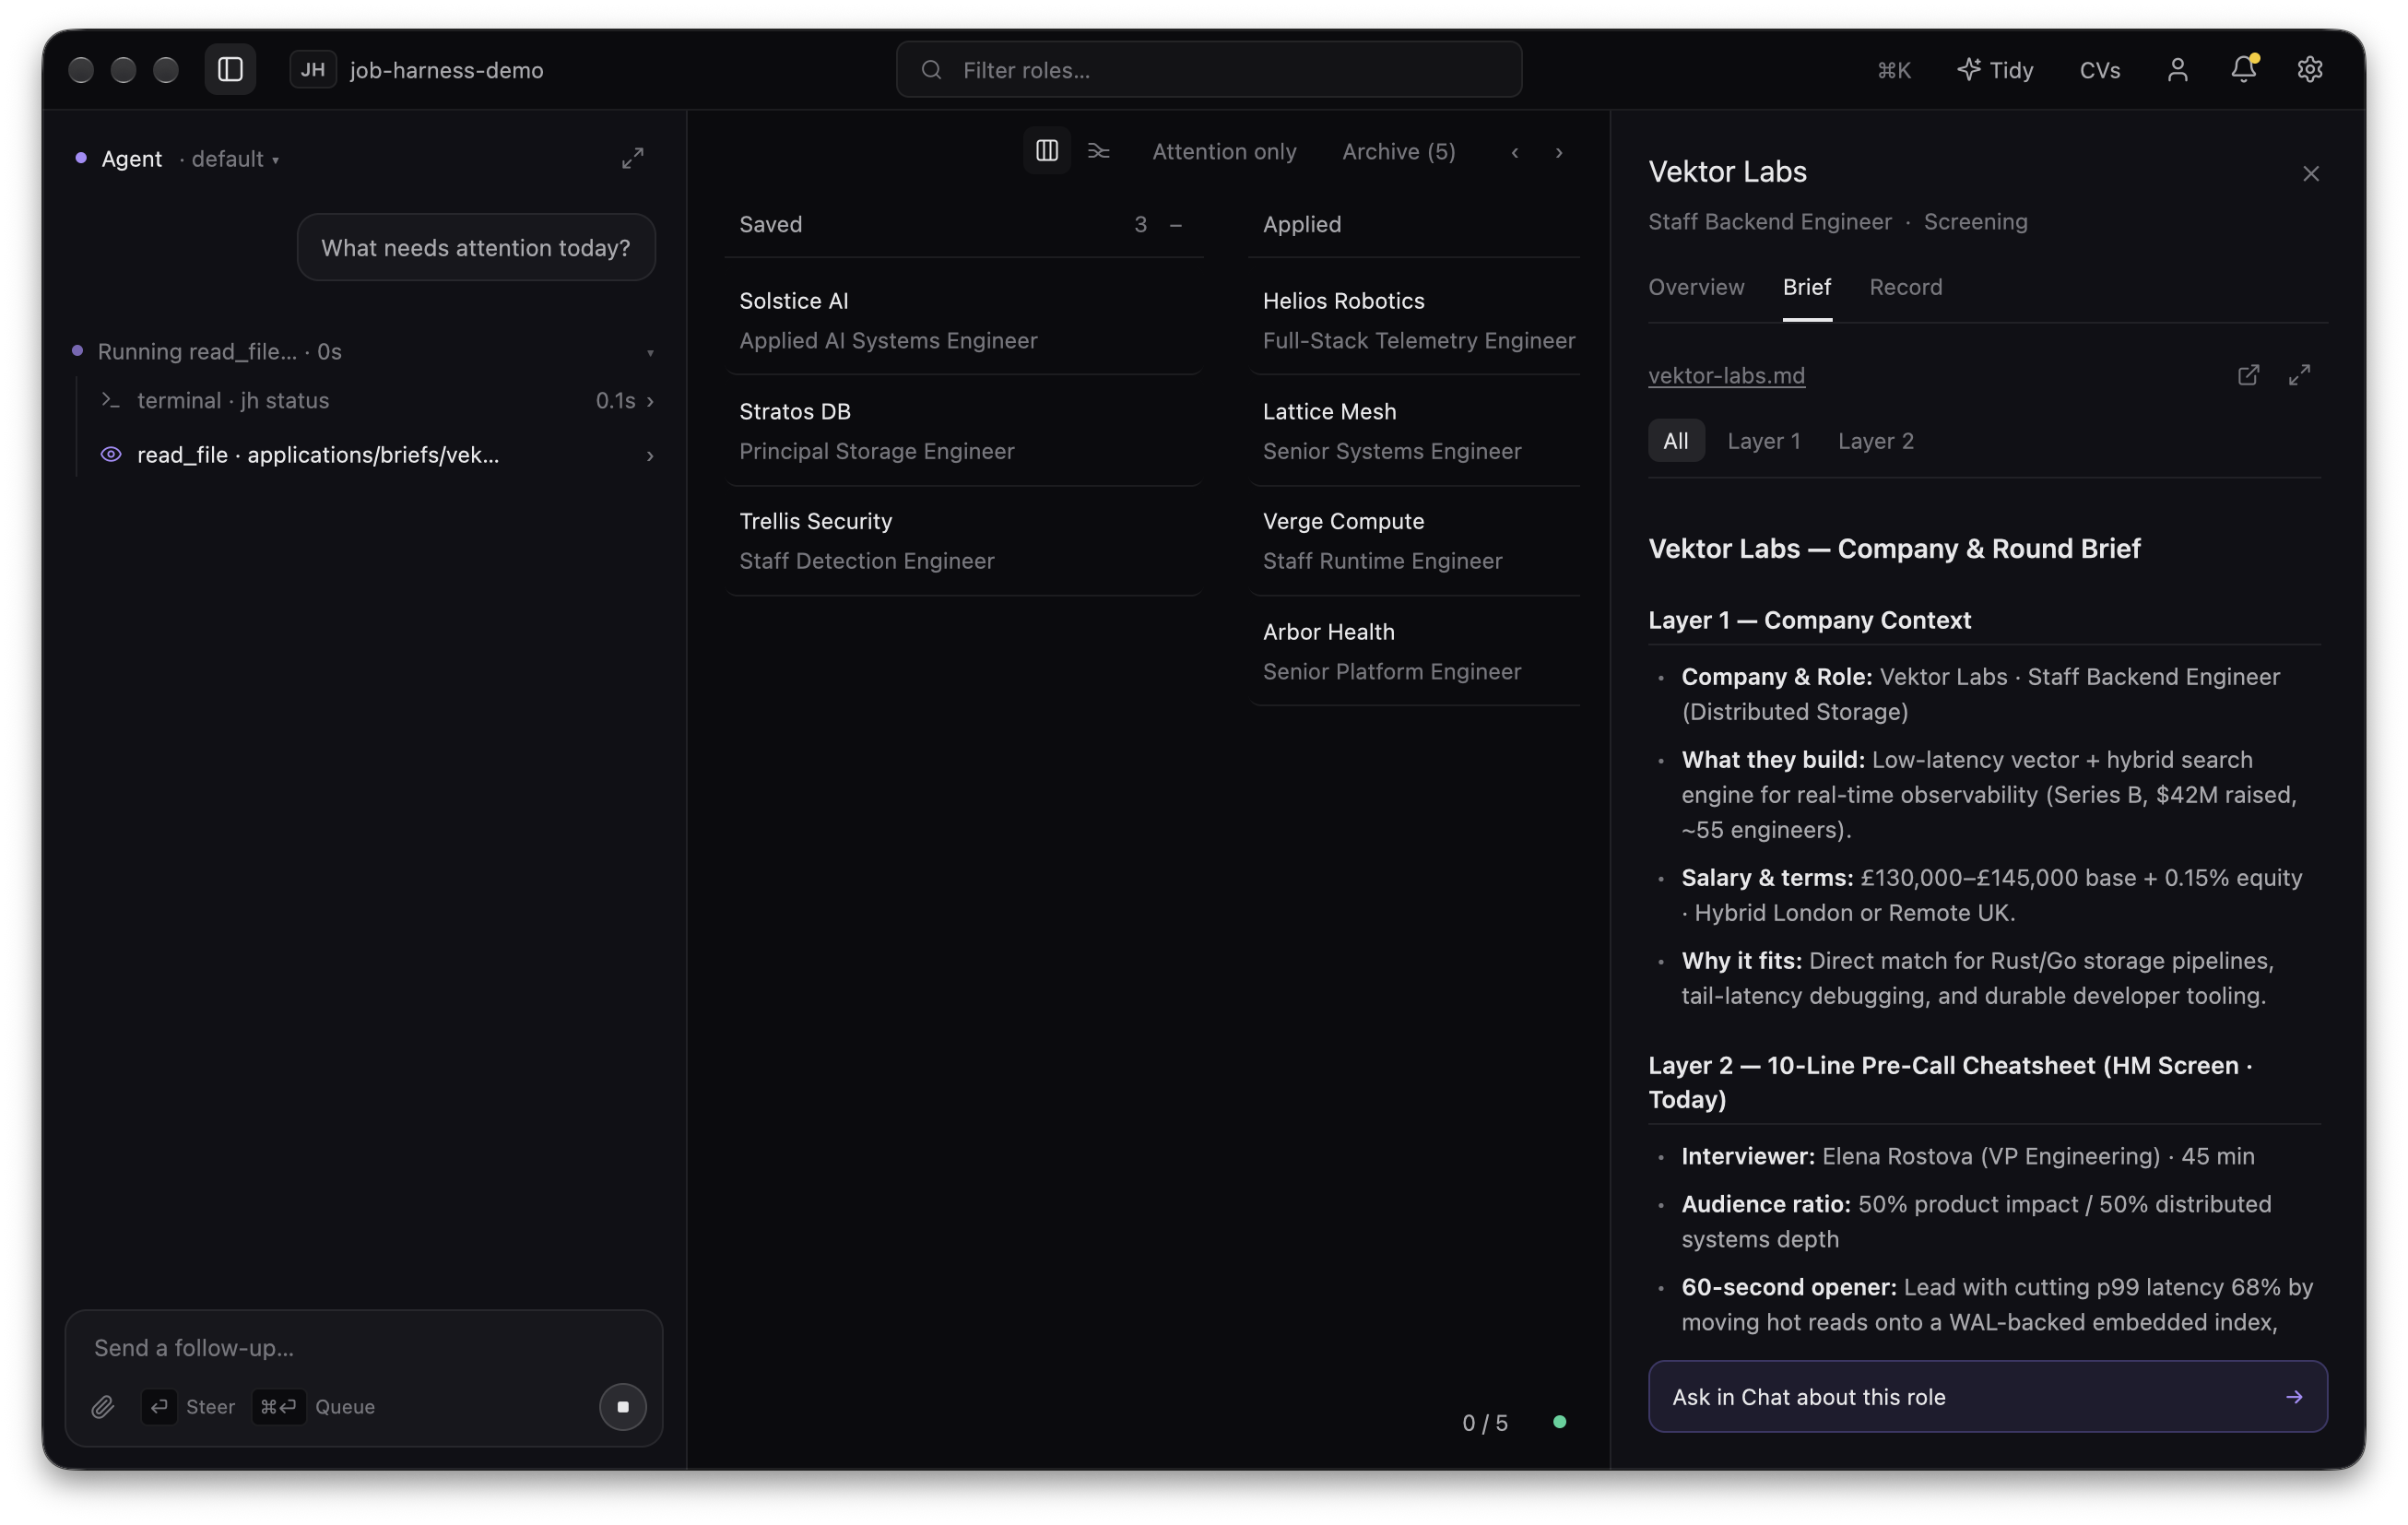 JH job-harness-demo
Filter roles...
⌘K Tidy CVs
Agent · default ▾
What needs attention today?
Running read_file... · 0s
terminal · jh status 0.1s
read_file · applications/briefs/vek...
Send a follow-up...
Steer ⌘ Queue
Attention only Archive (5)
Saved 3 –
Solstice AI
Applied AI Systems Engineer
Stratos DB
Principal Storage Engineer
Trellis Security
Staff Detection Engineer
Applied
Helios Robotics
Full-Stack Telemetry Engineer
Lattice Mesh
Senior Systems Engineer
Verge Compute
Staff Runtime Engineer
Arbor Health
Senior Platform Engineer
0 / 5
Vektor Labs
Staff Backend Engineer · Screening
Overview Brief Record
vektor-labs.md
All Layer 1 Layer 2
Vektor Labs — Company & Round Brief
Layer 1 — Company Context
• Company & Role: Vektor Labs · Staff Backend Engineer
(Distributed Storage)
• What they build: Low-latency vector + hybrid search
engine for real-time observability (Series B, $42M raised,
~55 engineers).
• Salary & terms: £130,000–£145,000 base + 0.15% equity
· Hybrid London or Remote UK.
• Why it fits: Direct match for Rust/Go storage pipelines,
tail-latency debugging, and durable developer tooling.
Layer 2 — 10-Line Pre-Call Cheatsheet (HM Screen ·
Today)
• Interviewer: Elena Rostova (VP Engineering) · 45 min
• Audience ratio: 50% product impact / 50% distributed
systems depth
• 60-second opener: Lead with cutting p99 latency 68% by
moving hot reads onto a WAL-backed embedded index,
Ask in Chat about this role